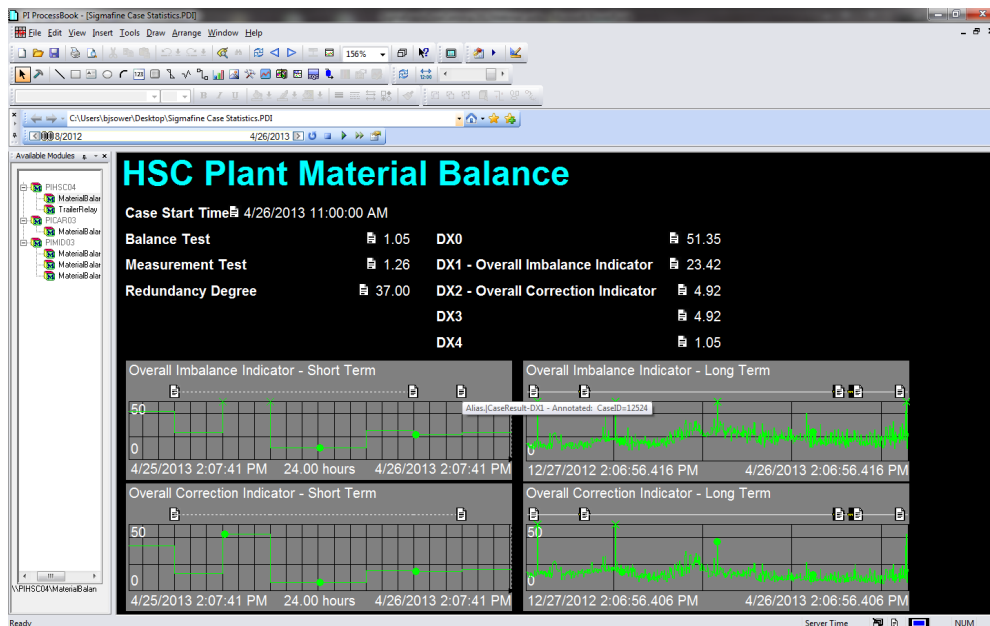 PI ProcessBook - [Sigmafine Case Statistics.PDI]
File Edit View Insert Tools Draw Arrange Window Help
156%
C:\Users\bjsower\Desktop\Sigmafine Case Statistics.PDI
8/2012 4/26/2013
Available Modules
PIHSC04
MaterialBalar
TrailerRelay
PICAR03
MaterialBalar
PIMID03
MaterialBalar
MaterialBalar
MaterialBalar
\\PIHSC04\MaterialBalan
HSC Plant Material Balance
Case Start Time 4/26/2013 11:00:00 AM
Balance Test 1.05 DX0 51.35
Measurement Test 1.26 DX1 - Overall Imbalance Indicator 23.42
Redundancy Degree 37.00 DX2 - Overall Correction Indicator 4.92
DX3 4.92
DX4 1.05
Overall Imbalance Indicator - Short Term
50
0
4/25/2013 2:07:41 PM 24.00 hours 4/26/2013 2:07:41 PM
Overall Imbalance Indicator - Long Term
Alias.|CaseResult-DX1 - Annotated: CaseID=12524
0
12/27/2012 2:06:56.416 PM 4/26/2013 2:06:56.416 PM
Overall Correction Indicator - Short Term
50
0
4/25/2013 2:07:41 PM 24.00 hours 4/26/2013 2:07:41 PM
Overall Correction Indicator - Long Term
50
0
12/27/2012 2:06:56.406 PM 4/26/2013 2:06:56.406 PM
Ready Server Time NUM